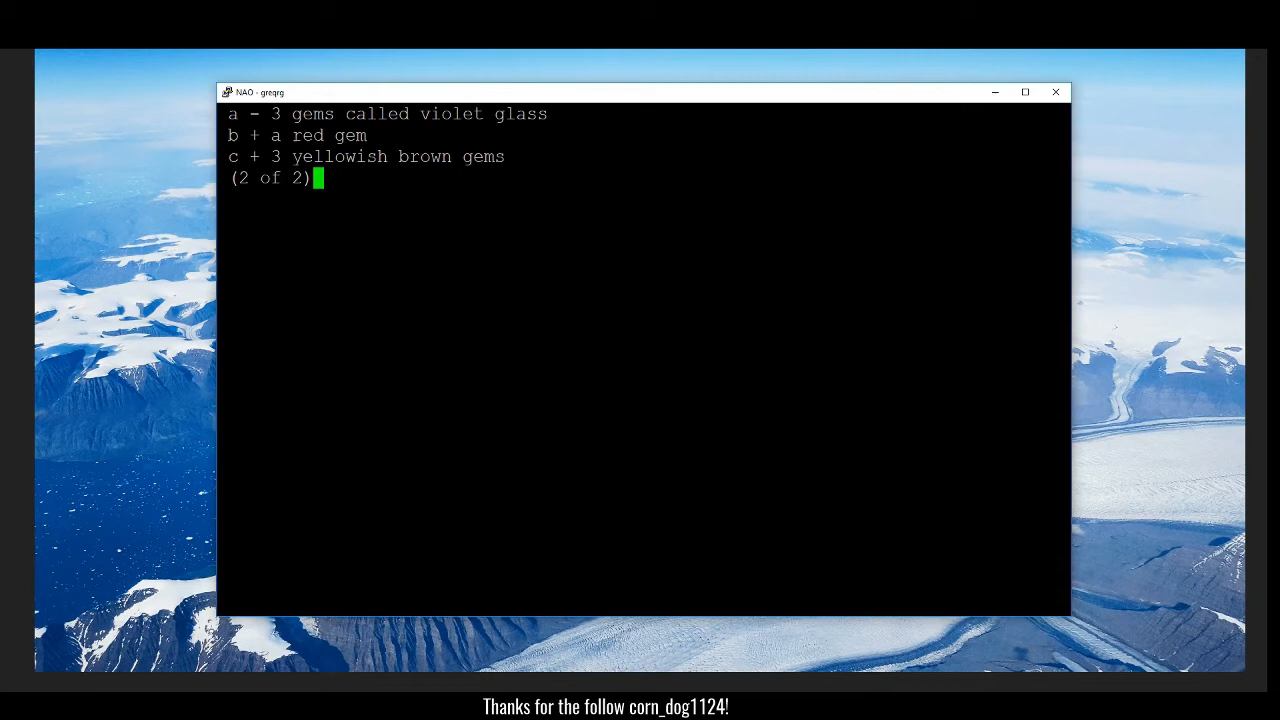 NAO - greqrg
a - 3 gems called violet glass
b + a red gem
c + 3 yellowish brown gems
(2 of 2)
Thanks for the follow corn_dog1124!